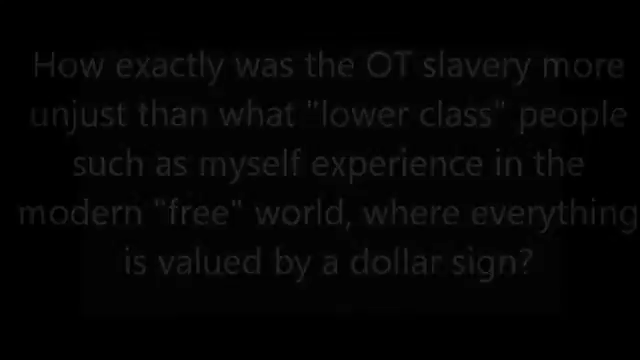 How exactly was the OT slavery more
unjust than what "lower class" people
such as myself experience in the
modern "free" world, where everything
is valued by a dollar sign?